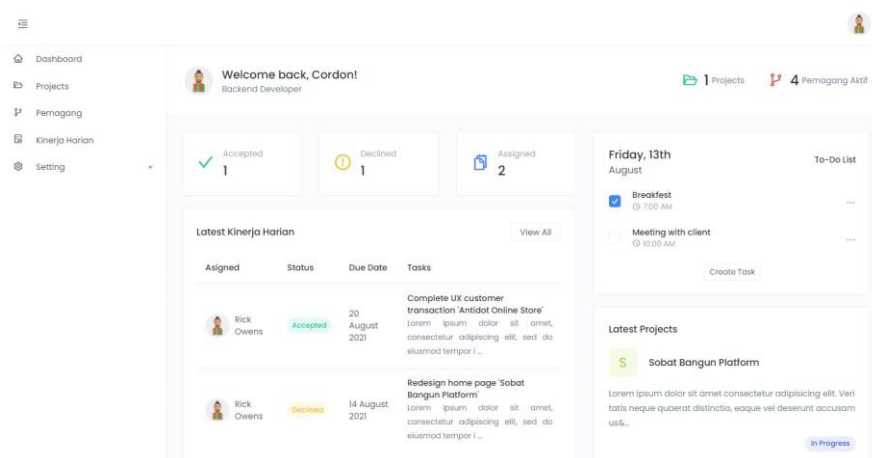 Dashboard
Projects
Pemagang
Kinerja Harian
Setting
Welcome back, Cordon!
Backend Developer
1 Projects
4 Pemagang Aktif
Accepted
1
Declined
1
Assigned
2
Latest Kinerja Harian
View All
Asigned Status Due Date Tasks
Rick
Owens
Accepted
20
August
2021
Complete UX customer
transaction 'Antidot Online Store'
Lorem ipsum dolor sit amet,
consectetur adipiscing elit, sed do
eiusmod tempor i ...
Rick
Owens
Declined
14 August
2021
Redesign home page 'Sobat
Bangun Platform'
Lorem ipsum dolor sit amet,
consectetur adipiscing elit, sed do
eiusmod tempor i ...
Friday, 13th
August
To-Do List
Breakfest
7:00 AM
Meeting with client
10:00 AM
Create Task
Latest Projects
S
Sobat Bangun Platform
Lorem ipsum dolor sit amet consectetur adipisicing elit. Veri
tatis neque quaerat distinctio, eaque vel deserunt accusam
us&...
In Progress